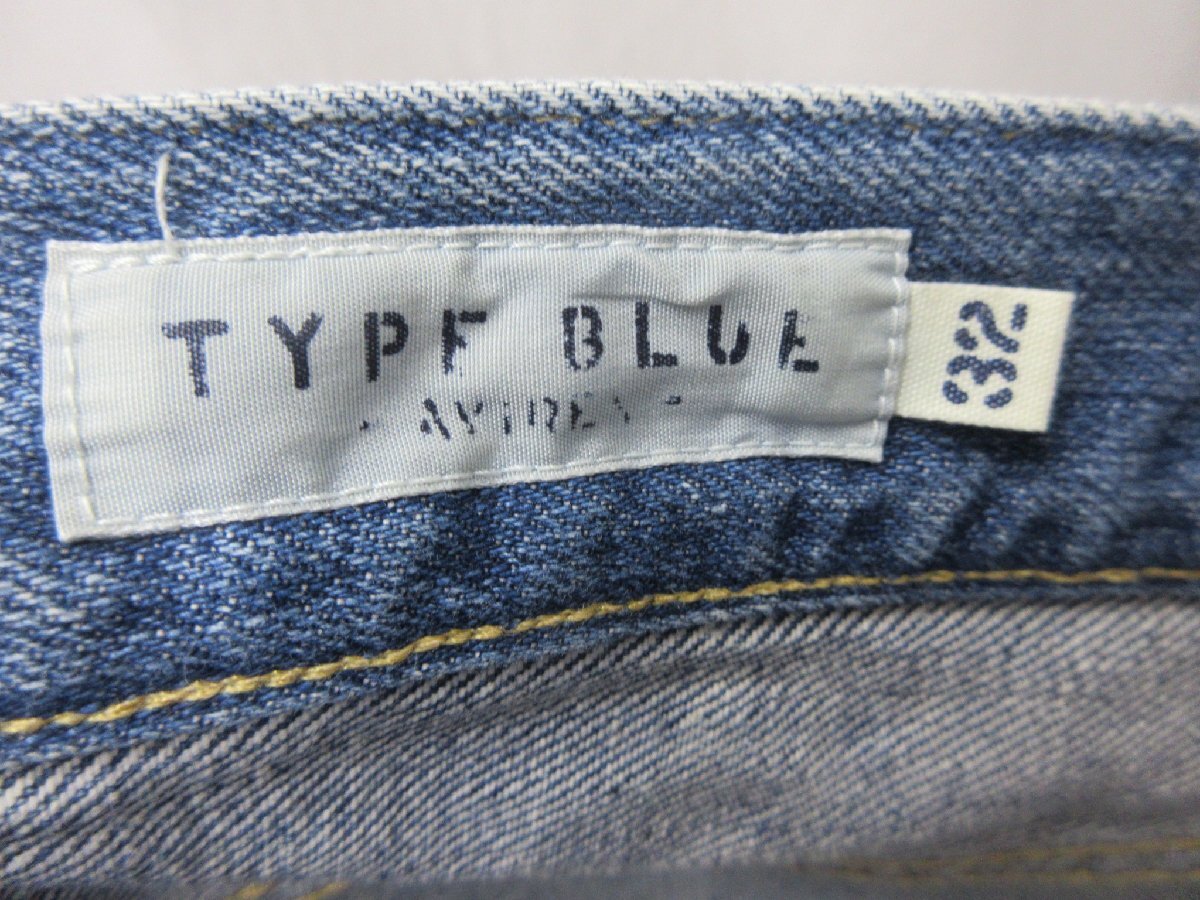 TYPE BLUE
- AVIREX -
32